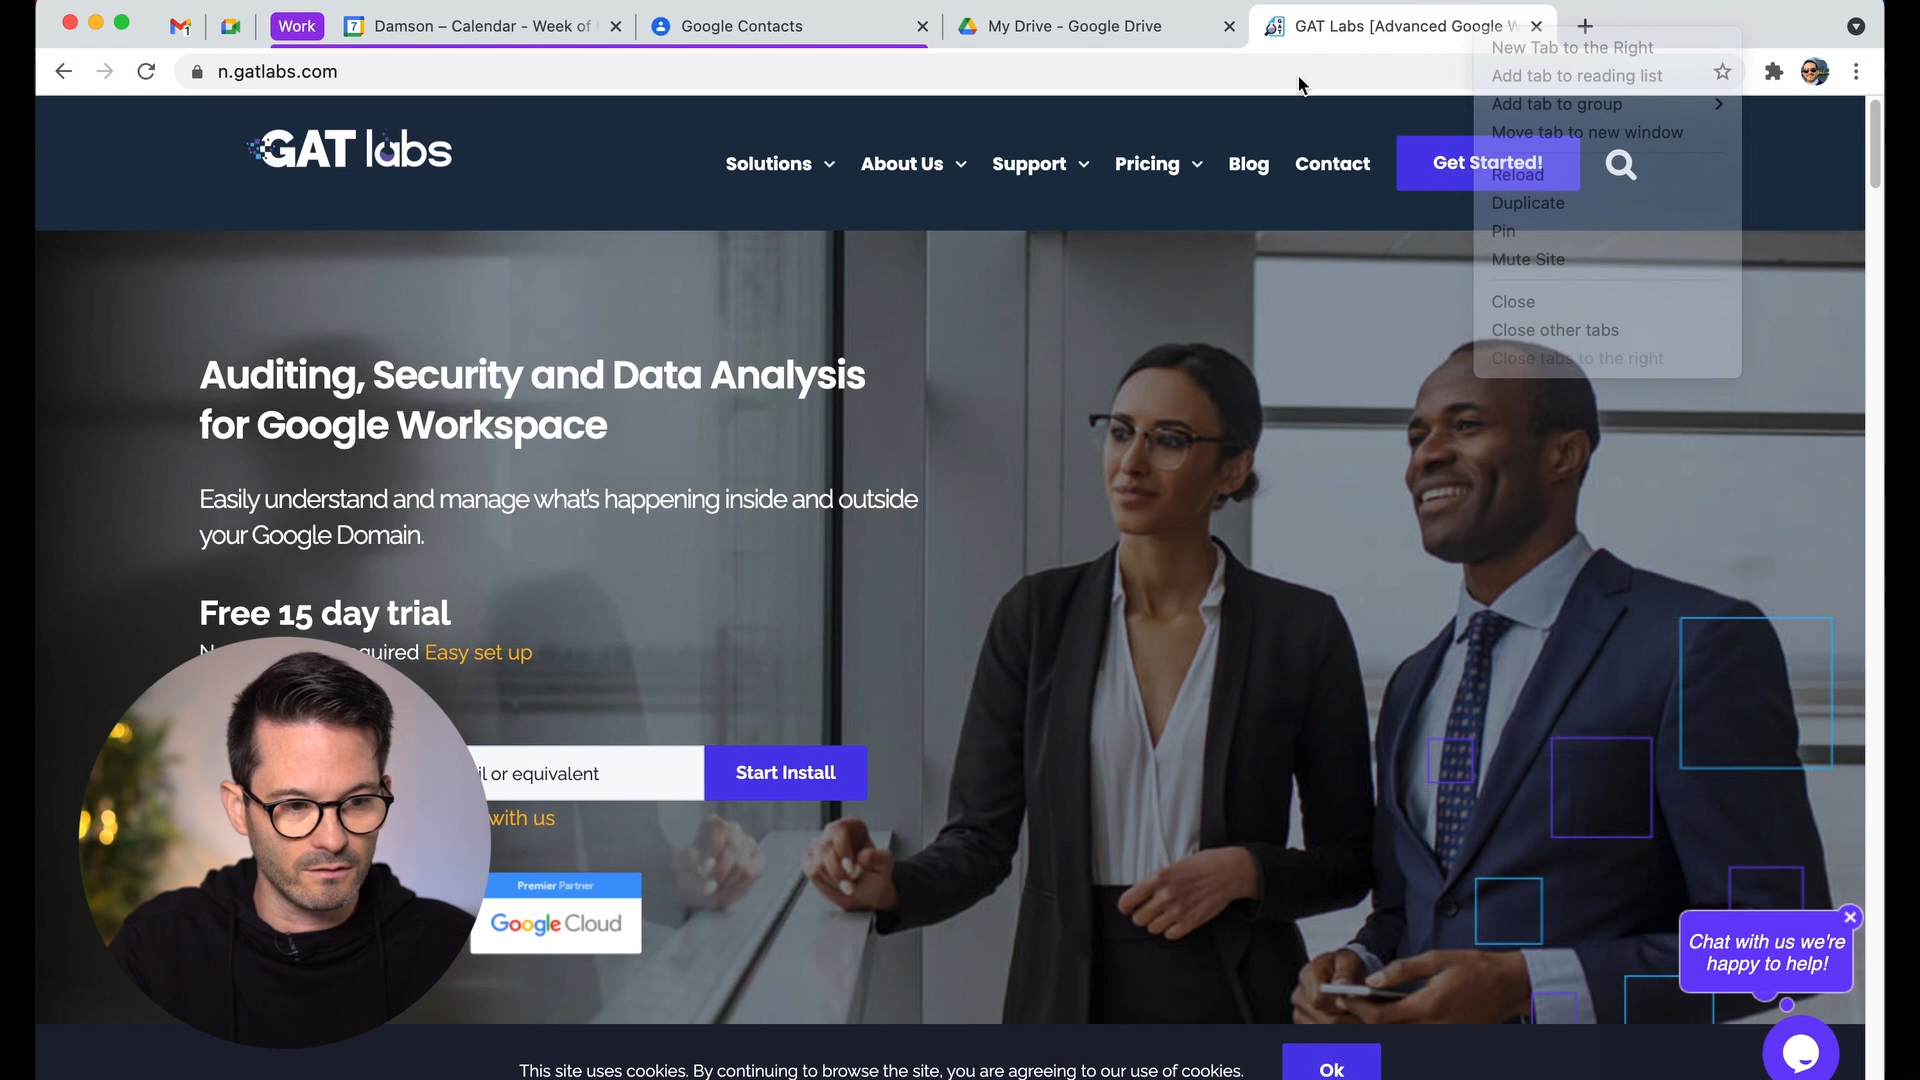 Work
Damson – Calendar - Week of
Google Contacts
My Drive - Google Drive
GAT Labs [Advanced Google W
n.gatlabs.com
New Tab to the Right
Add tab to reading list
Add tab to group
Move tab to new window
Reload
Duplicate
Pin
Mute Site
Close
Close other tabs
Close tabs to the right
GAT labs
Solutions
About Us
Support
Pricing
Blog
Contact
Get Started!
Auditing, Security and Data Analysis
for Google Workspace
Easily understand and manage what's happening inside and outside
your Google Domain.
Free 15 day trial
quired Easy set up
il or equivalent
Start Install
with us
Premier Partner
Google Cloud
Chat with us we're
happy to help!
This site uses cookies. By continuing to browse the site, you are agreeing to our use of cookies.
Ok